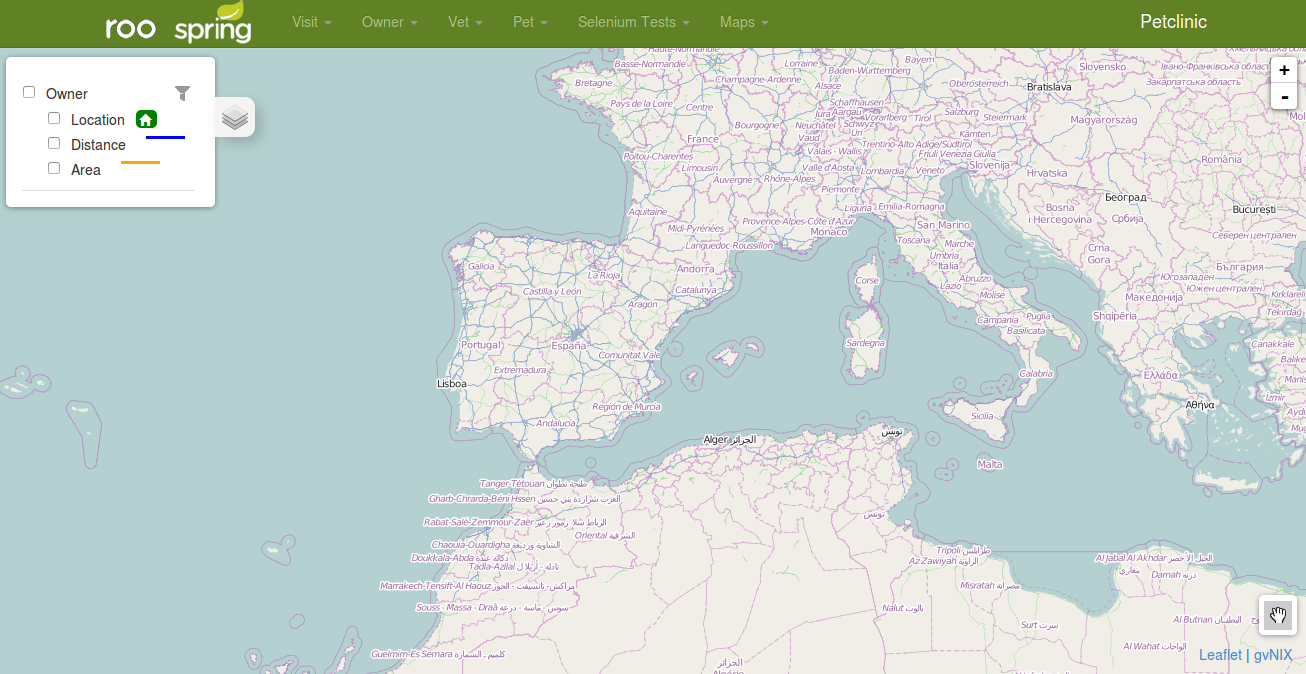 roo spring
Visit Owner Vet Pet Selenium Tests Maps Petclinic
Owner
Location
Distance
Area
+
-
Basse-Normandie
Bretagne
Pays de la Loire
Champagne-Ardenne
Lorraine
Alsace
Bayern
Baden-Württemberg
Centre
Bourgogne
France
Poitou-Charentes
Limousin
Auvergne
Rhône-Alpes
Aquitaine
Midi-Pyrénées
Languedoc-Roussillon
Provence-Alpes-Côte d'Azur
Monaco
Schaffhausen
Aargau
Vorarlberg
Tirol
Salzburg
Oberösterreich
Steiermark
Kärnten
Neuchâtel
Jura
Vaud
Valais - Wallis
Trentino-Alto Adige/Südtirol
Friuli Venezia Giulia
Valle d'Aosta
Lombardia
Veneto
Piemonte
Liguria
Emilia-Romagna
San Marino
Toscana
Marche
Umbria
Italia
Lazio
Abruzzo
Molise
Campania
Puglia
Basilicata
Calabria
Sicilia
Sardegna
Corse
Malta
Slovensko
Bratislava
Івано-Франківська область
Закарпатська область
Magyarország
Slovenija
Hrvatska
România
Bosna
i Hercegovina
Београд
Србија
București
Северен централен
Crna
Gora
България
Югозападен
Южен централен
Македонија
Shqipëria
Kırklareli
Tekirdağ
Çanakkale
Ελλάδα
Αθήνα
İzmir
Galicia
La Rioja
Castilla y León
Andorra
Catalunya
Aragón
Portugal
España
Comunitat Vale
Extremadura
Lisboa
Región de Murcia
Andalucía
Alger الجزائر
تونس
تونس
Tanger-Tétouan طنجة تطوان
Gharb-Chrarda-Béni Hssen الغرب شراردة بني حسين
Rabat-Salé-Zemmour-Zaër الرباط سلا زمور زعير
Oriental الشرقية
Chaouia-Ouardigha الشاوية ورديغة
Doukkala-Abda دكالة عبدة
Tadla-Azilal تادلة - أزيلال
Marrakech-Tensift-Al Haouz مراكش- تانسيفت - الحوز
Souss - Massa - Draâ سوس - ماسة - درعة
Guelmim-Es Semara كلميم ـ السمارة
الجزائر
Tripoli طرابلس
Az Zawiyah الزاوية
Misratah مصراتة
Nalut نالوت
Surt سرت
Al Jabal Al Akhdar الجبل الأخضر
بنغازي
Darnah درنه
Al Butnan البطنان
Al Wahat الواحات
Leaflet | gvNIX